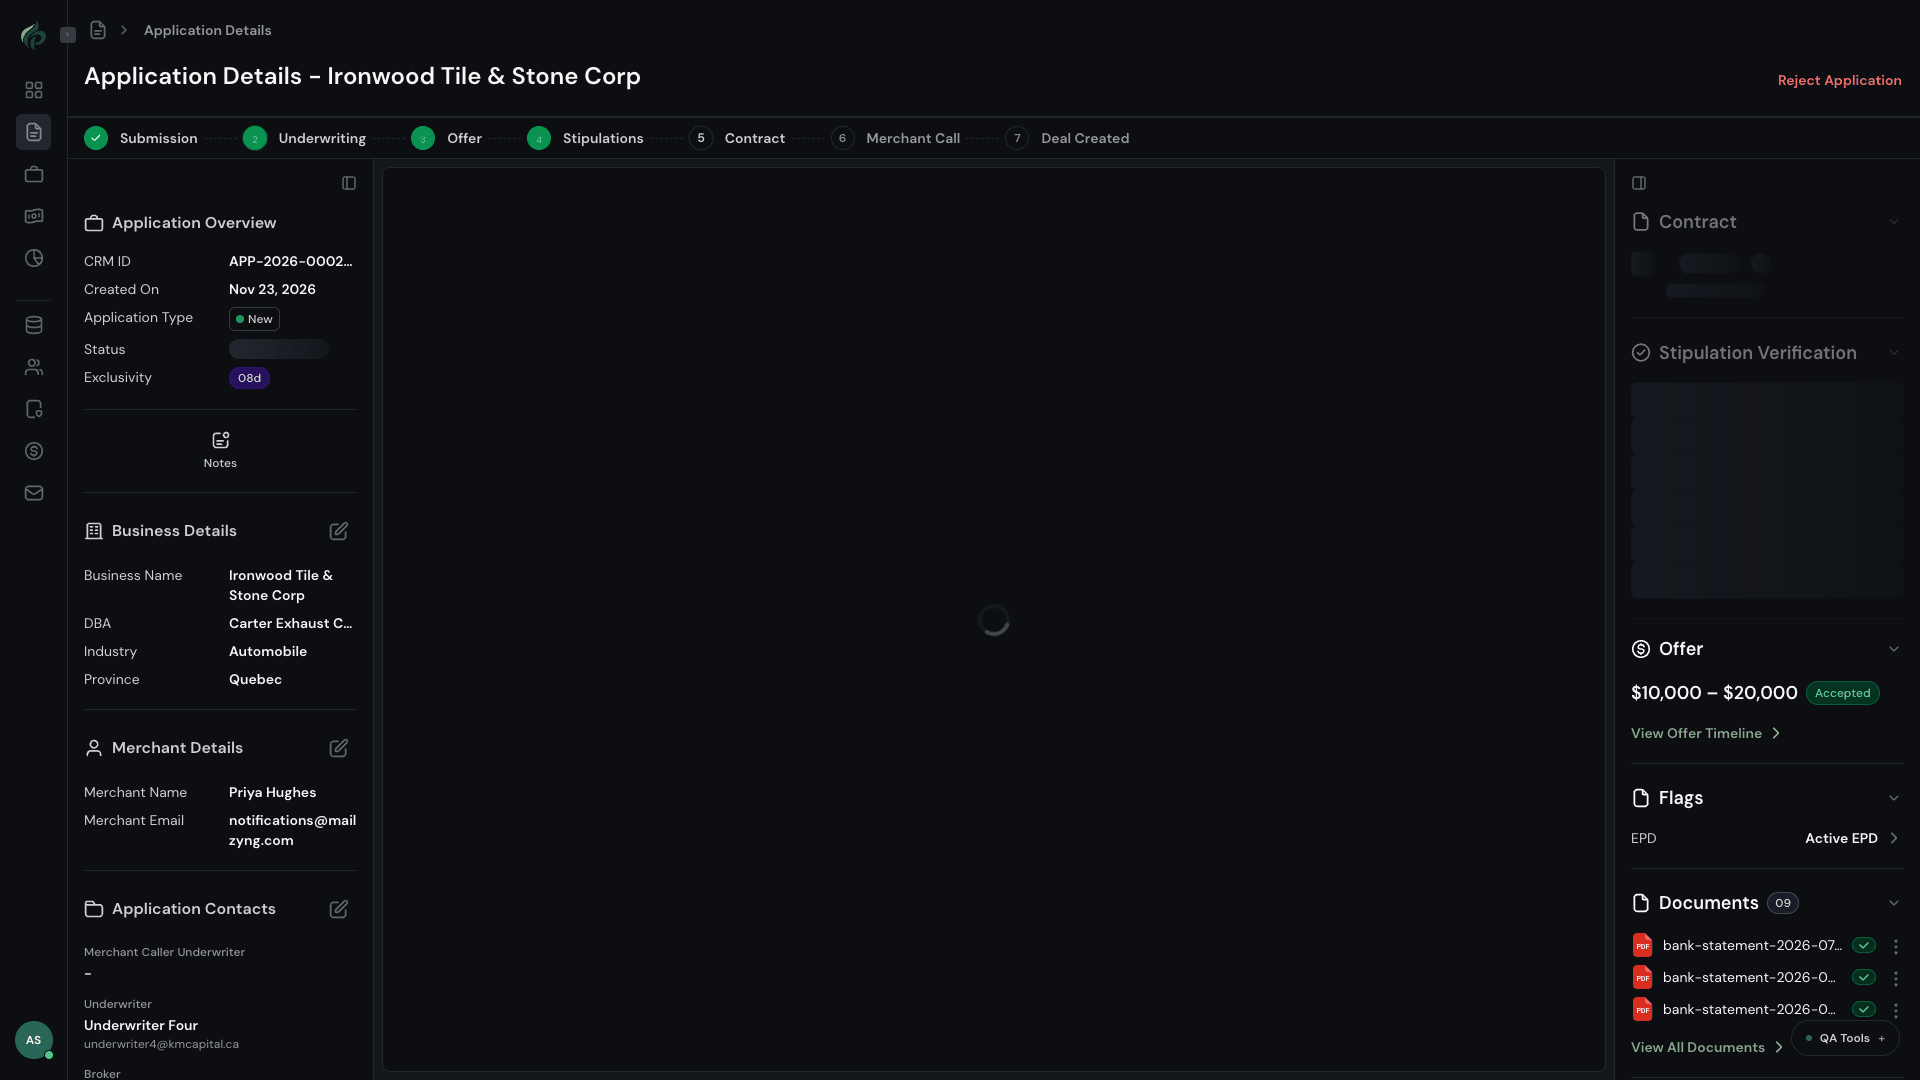 Application Details
Application Details – Ironwood Tile & Stone Corp
Reject Application
Submission
2 Underwriting
3 Offer
4 Stipulations
5 Contract
6 Merchant Call
7 Deal Created
Application Overview
CRM ID APP-2026-0002...
Created On Nov 23, 2026
Application Type New
Status
Exclusivity 08d
Notes
Business Details
Business Name Ironwood Tile &
Stone Corp
DBA Carter Exhaust C...
Industry Automobile
Province Quebec
Merchant Details
Merchant Name Priya Hughes
Merchant Email notifications@mail
zyng.com
Application Contacts
Merchant Caller Underwriter
-
Underwriter
Underwriter Four
underwriter4@kmcapital.ca
Broker
AS
Contract
Stipulation Verification
Offer
$10,000 – $20,000 Accepted
View Offer Timeline
Flags
EPD Active EPD
Documents 09
PDF bank-statement-2026-07...
PDF bank-statement-2026-0...
PDF bank-statement-2026-0...
View All Documents
QA Tools +